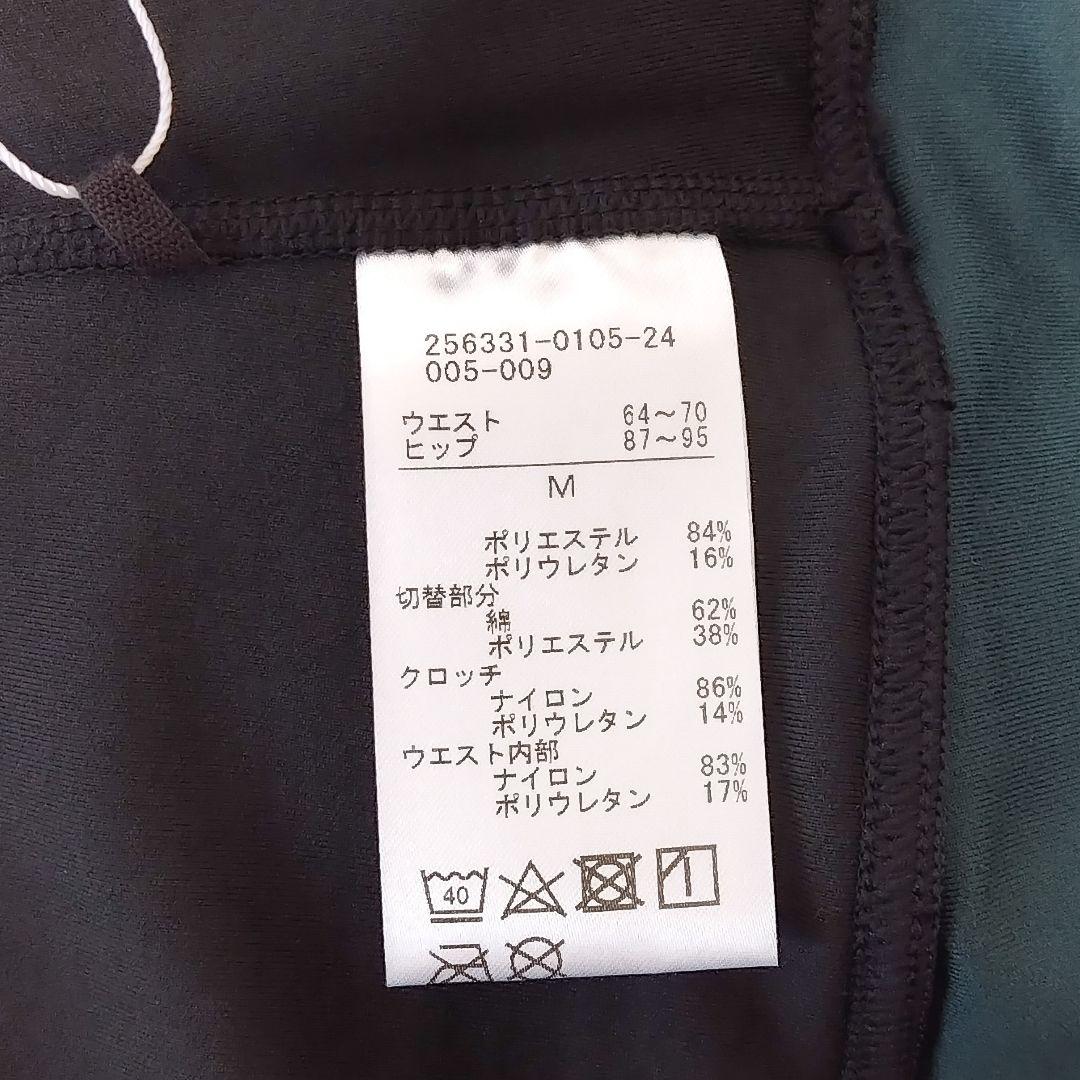 256331-0105-24
005-009
ウエスト 64～70
ヒップ 87～95
M
ポリエステル 84%
ポリウレタン 16%
切替部分
綿 62%
ポリエステル 38%
クロッチ
ナイロン 86%
ポリウレタン 14%
ウエスト内部
ナイロン 83%
ポリウレタン 17%
40